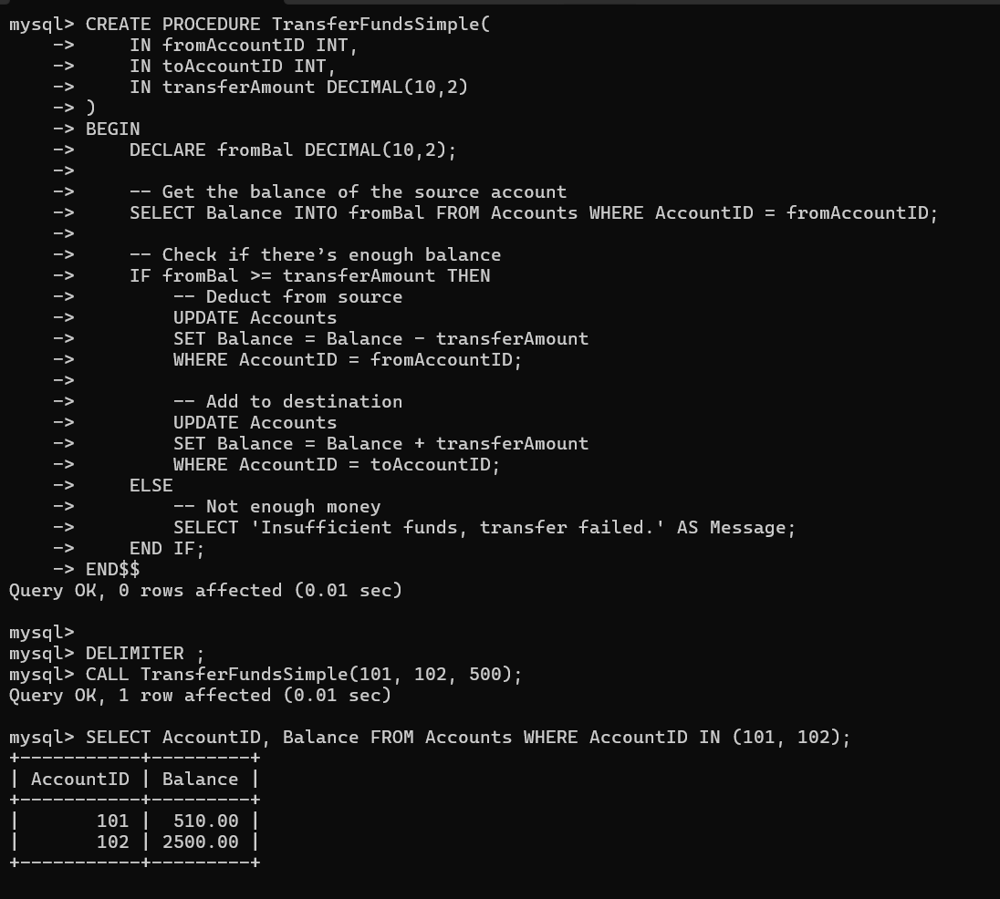 mysql> CREATE PROCEDURE TransferFundsSimple(
    ->     IN fromAccountID INT,
    ->     IN toAccountID INT,
    ->     IN transferAmount DECIMAL(10,2)
    -> )
    -> BEGIN
    ->     DECLARE fromBal DECIMAL(10,2);
    ->
    ->     -- Get the balance of the source account
    ->     SELECT Balance INTO fromBal FROM Accounts WHERE AccountID = fromAccountID;
    ->
    ->     -- Check if there’s enough balance
    ->     IF fromBal >= transferAmount THEN
    ->         -- Deduct from source
    ->         UPDATE Accounts
    ->         SET Balance = Balance - transferAmount
    ->         WHERE AccountID = fromAccountID;
    ->
    ->         -- Add to destination
    ->         UPDATE Accounts
    ->         SET Balance = Balance + transferAmount
    ->         WHERE AccountID = toAccountID;
    ->     ELSE
    ->         -- Not enough money
    ->         SELECT 'Insufficient funds, transfer failed.' AS Message;
    ->     END IF;
    -> END$$
Query OK, 0 rows affected (0.01 sec)

mysql>
mysql> DELIMITER ;
mysql> CALL TransferFundsSimple(101, 102, 500);
Query OK, 1 row affected (0.01 sec)

mysql> SELECT AccountID, Balance FROM Accounts WHERE AccountID IN (101, 102);
+-----------+---------+
| AccountID | Balance |
+-----------+---------+
|       101 |  510.00 |
|       102 | 2500.00 |
+-----------+---------+